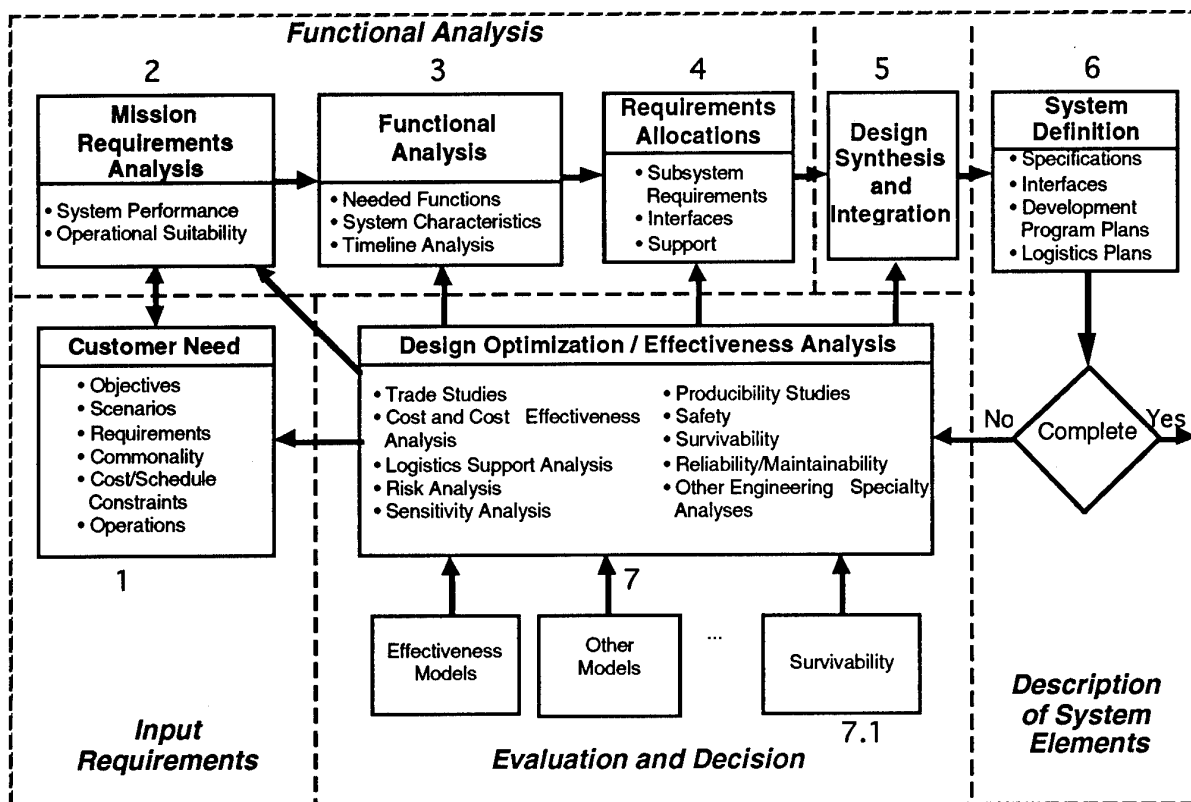 Functional Analysis
2
3
4
5
6
Mission
Requirements
Analysis
• System Performance
• Operational Suitability
Functional
Analysis
• Needed Functions
• System Characteristics
• Timeline Analysis
Requirements
Allocations
• Subsystem
Requirements
• Interfaces
• Support
Design
Synthesis
and
Integration
System
Definition
• Specifications
• Interfaces
• Development
Program Plans
• Logistics Plans
Customer Need
• Objectives
• Scenarios
• Requirements
• Commonality
• Cost/Schedule
Constraints
• Operations
1
Design Optimization / Effectiveness Analysis
• Trade Studies
• Cost and Cost Effectiveness
Analysis
• Logistics Support Analysis
• Risk Analysis
• Sensitivity Analysis
• Producibility Studies
• Safety
• Survivability
• Reliability/Maintainability
• Other Engineering Specialty
Analyses
No
Complete
Yes
7
Effectiveness
Models
Other
Models
...
Survivability
7.1
Input
Requirements
Evaluation and Decision
Description
of System
Elements